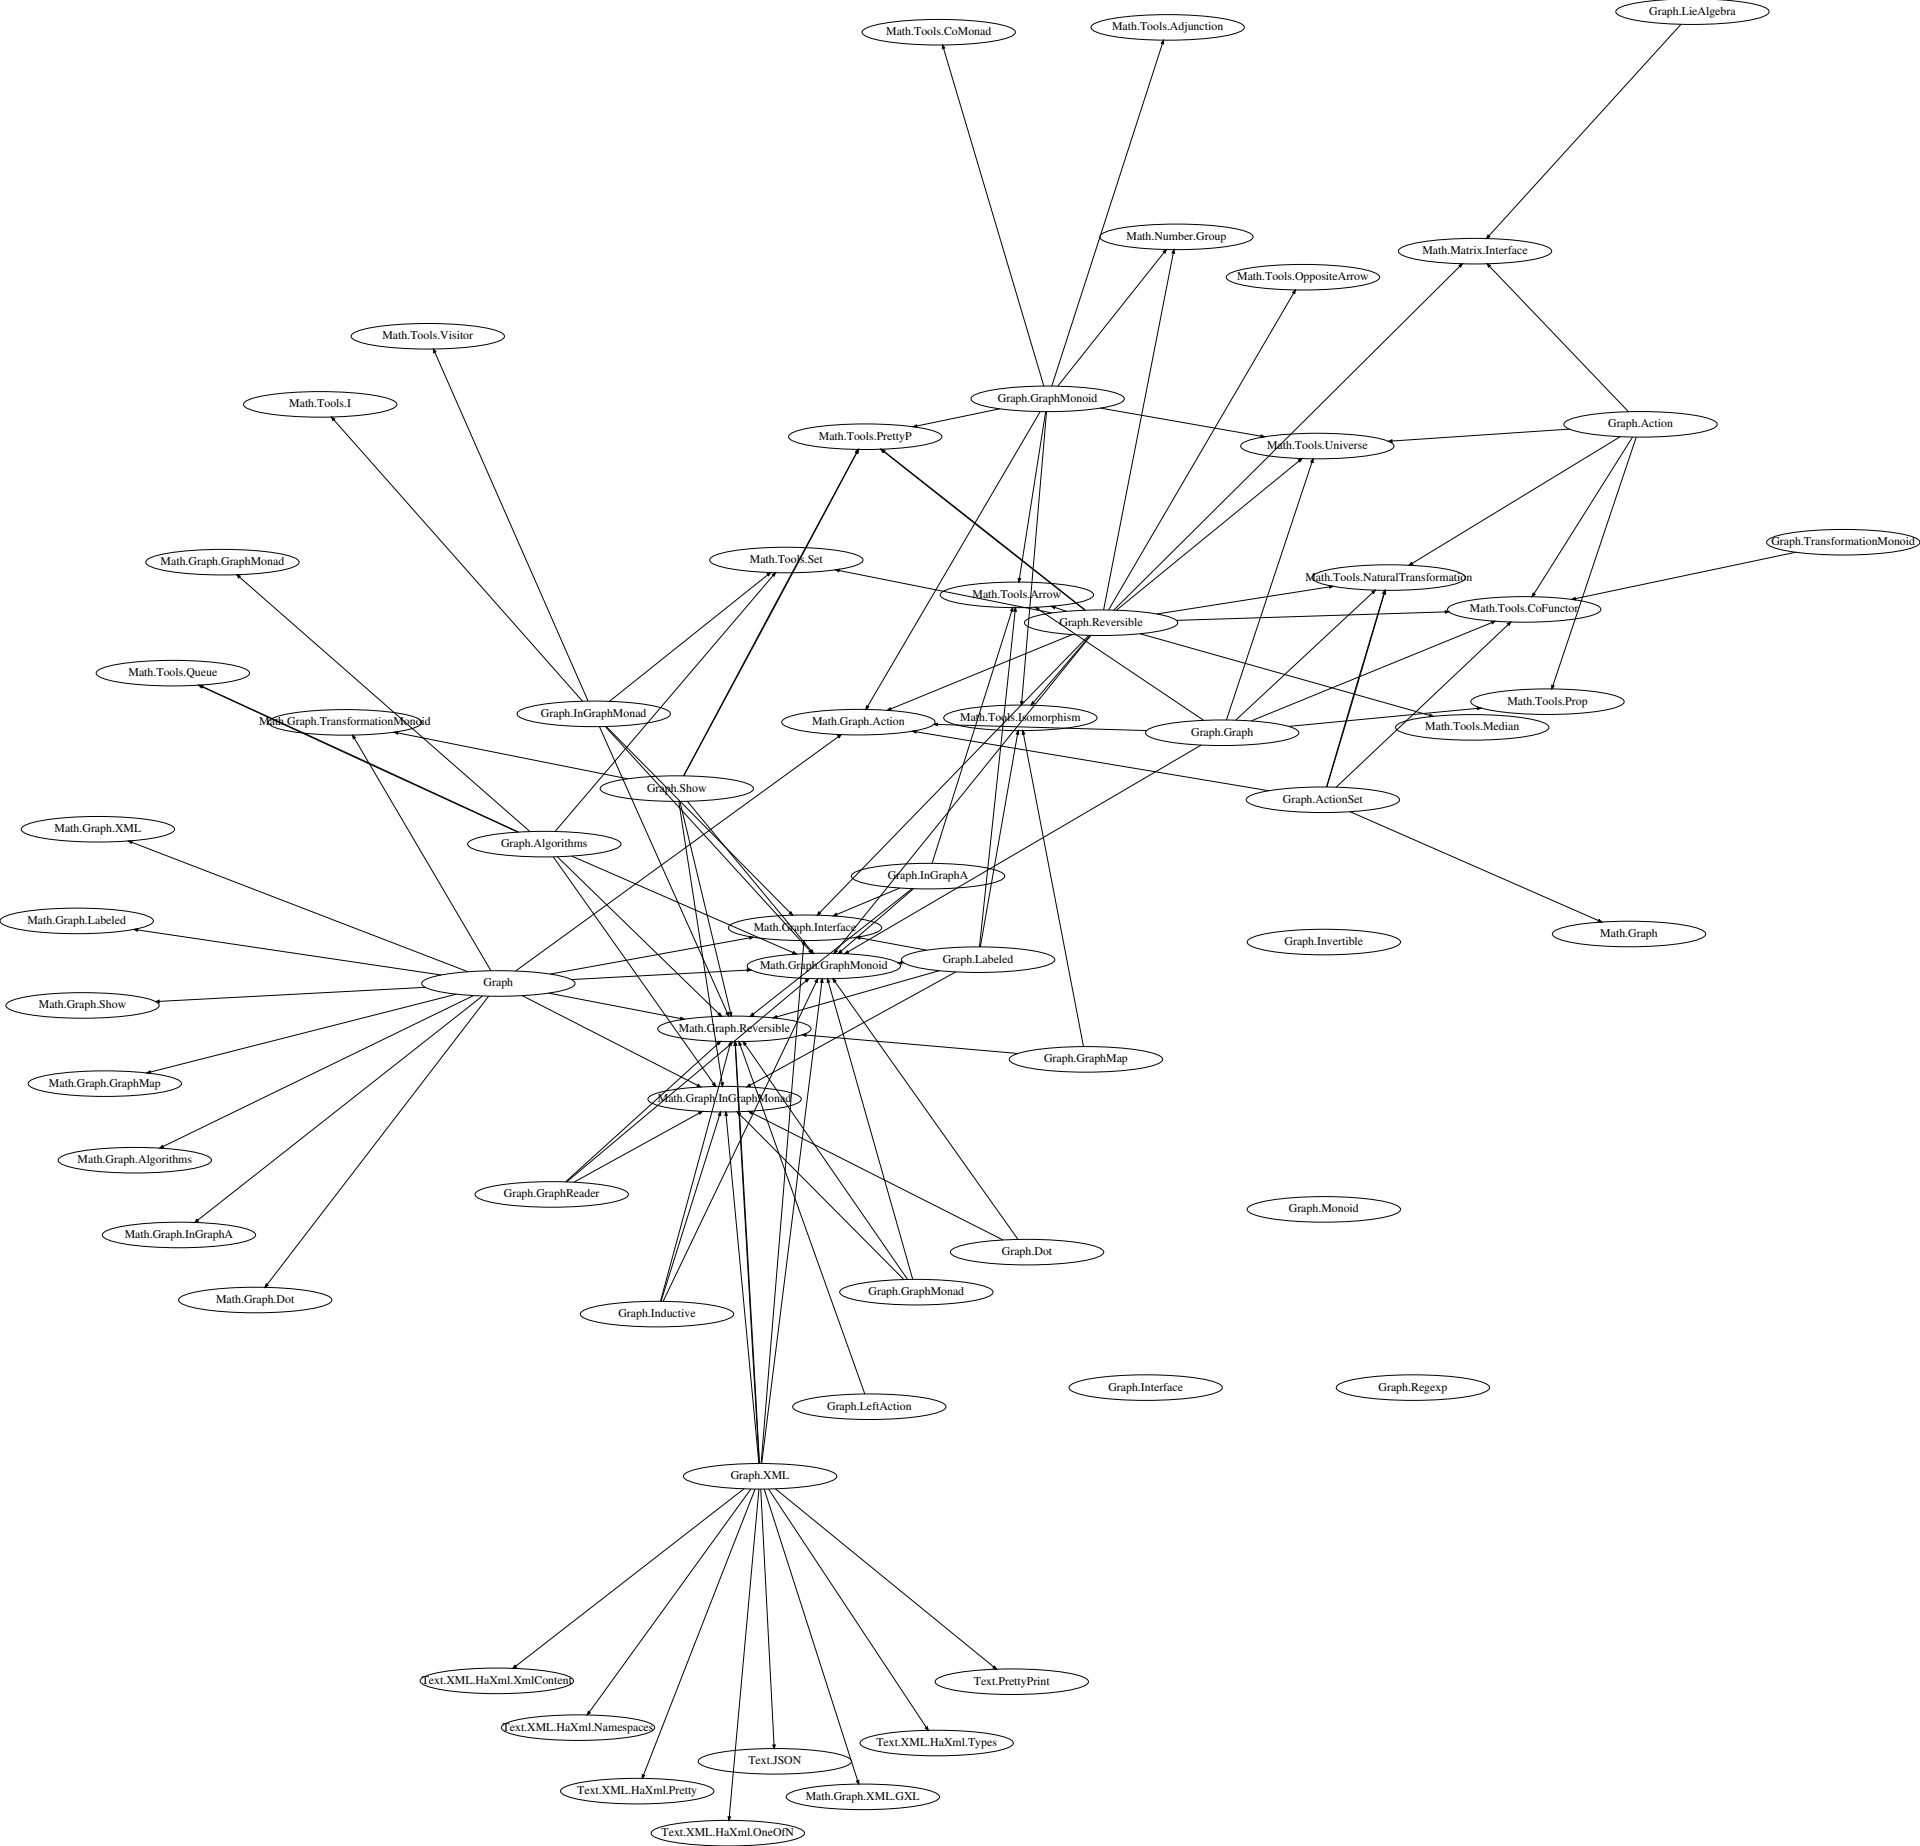 Graph.LieAlgebra
Math.Tools.Adjunction
Math.Tools.CoMonad
Math.Number.Group
Math.Matrix.Interface
Math.Tools.OppositeArrow
Math.Tools.Visitor
Graph.GraphMonoid
Math.Tools.I
Graph.Action
Math.Tools.PrettyP
Math.Tools.Universe
Graph.TransformationMonoid
Math.Tools.Set
Math.Graph.GraphMonad
Math.Tools.NaturalTransformation
Math.Tools.Arrow
Math.Tools.CoFunctor
Graph.Reversible
Math.Tools.Queue
Math.Tools.Prop
Graph.InGraphMonad
Math.Tools.Isomorphism
Math.Graph.TransformationMonoid
Math.Graph.Action
Math.Tools.Median
Graph.Graph
Graph.Show
Graph.ActionSet
Math.Graph.XML
Graph.Algorithms
Graph.InGraphA
Math.Graph.Labeled
Math.Graph.Interface
Math.Graph
Graph.Invertible
Graph.Labeled
Math.Graph.GraphMonoid
Graph
Math.Graph.Show
Math.Graph.Reversible
Graph.GraphMap
Math.Graph.GraphMap
Math.Graph.InGraphMonad
Math.Graph.Algorithms
Graph.GraphReader
Graph.Monoid
Math.Graph.InGraphA
Graph.Dot
Graph.GraphMonad
Math.Graph.Dot
Graph.Inductive
Graph.Interface
Graph.Regexp
Graph.LeftAction
Graph.XML
Text.XML.HaXml.XmlContent
Text.PrettyPrint
Text.XML.HaXml.Namespaces
Text.XML.HaXml.Types
Text.JSON
Text.XML.HaXml.Pretty
Math.Graph.XML.GXL
Text.XML.HaXml.OneOfN